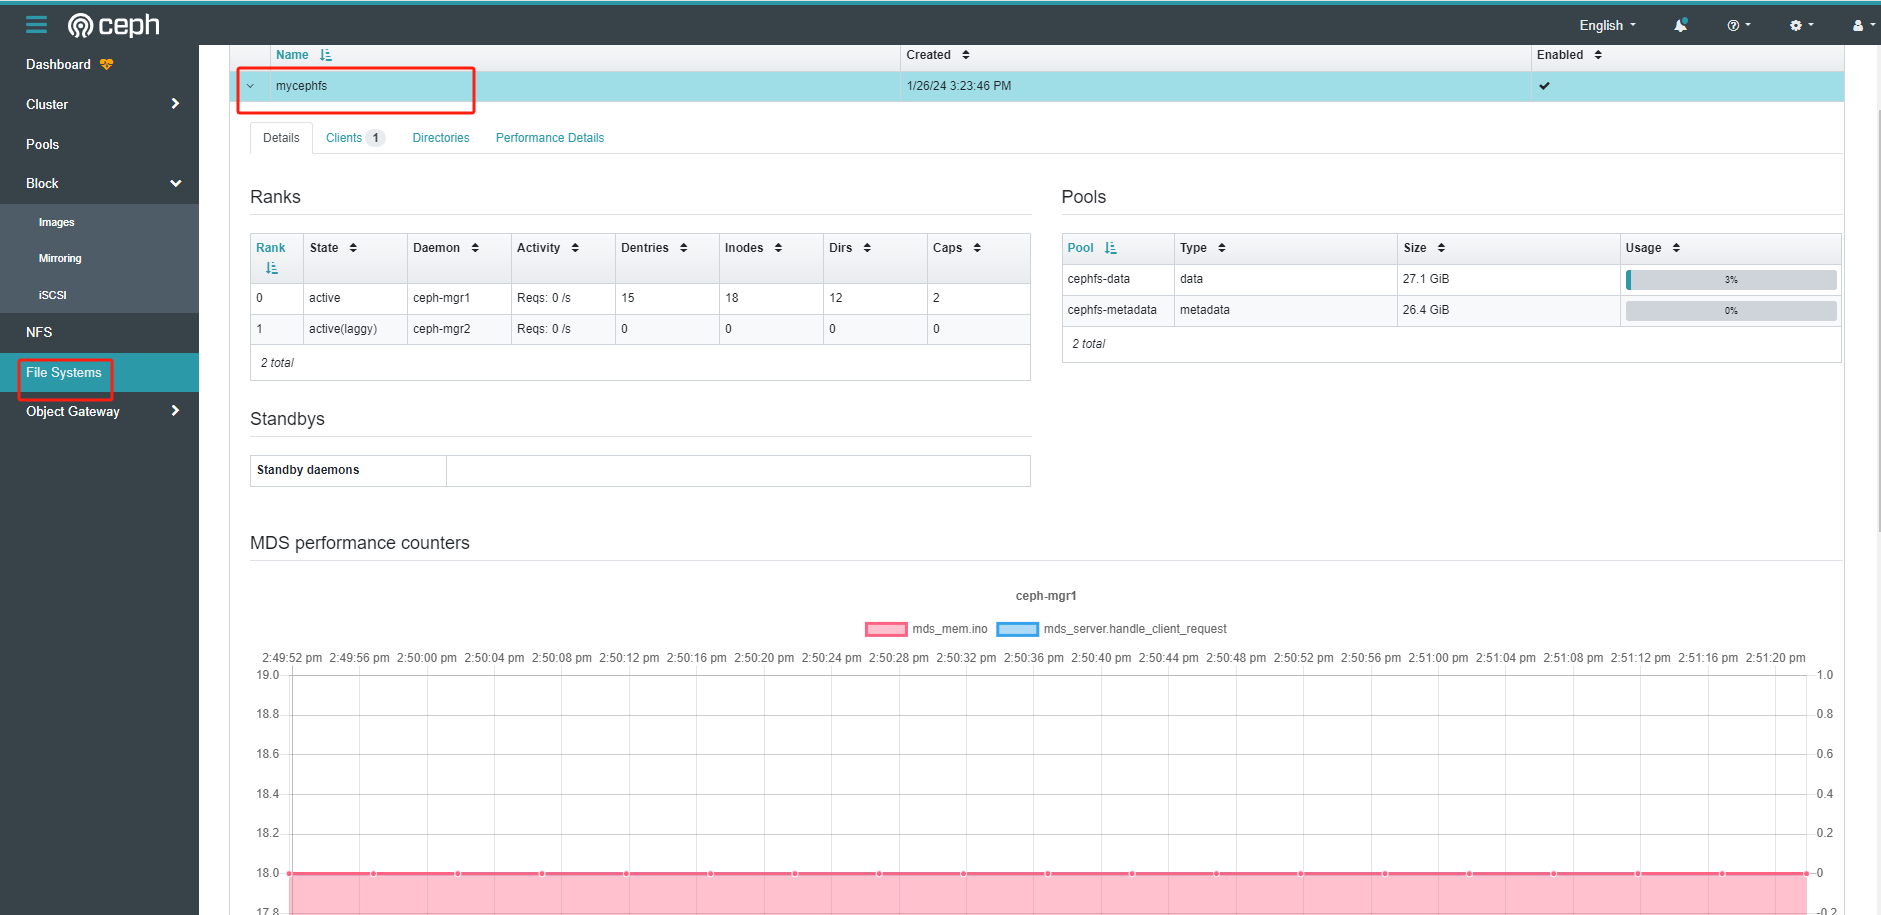 ceph
English
Dashboard
Cluster
Pools
Block
Images
Mirroring
iSCSI
NFS
File Systems
Object Gateway
Name Created Enabled
mycephfs 1/26/24 3:23:46 PM
Details Clients 1 Directories Performance Details
Ranks
Rank State Daemon Activity Dentries Inodes Dirs Caps
0 active ceph-mgr1 Reqs: 0 /s 15 18 12 2
1 active(laggy) ceph-mgr2 Reqs: 0 /s 0 0 0 0
2 total
Pools
Pool Type Size Usage
cephfs-data data 27.1 GiB 3%
cephfs-metadata metadata 26.4 GiB 0%
2 total
Standbys
Standby daemons
MDS performance counters
ceph-mgr1
mds_mem.ino mds_server.handle_client_request
2:49:52 pm 2:49:56 pm 2:50:00 pm 2:50:04 pm 2:50:08 pm 2:50:12 pm 2:50:16 pm 2:50:20 pm 2:50:24 pm 2:50:28 pm 2:50:32 pm 2:50:36 pm 2:50:40 pm 2:50:44 pm 2:50:48 pm 2:50:52 pm 2:50:56 pm 2:51:00 pm 2:51:04 pm 2:51:08 pm 2:51:12 pm 2:51:16 pm 2:51:20 pm
19.0 1.0
18.8 0.8
18.6 0.6
18.4 0.4
18.2 0.2
18.0 0
17.8 -0.2